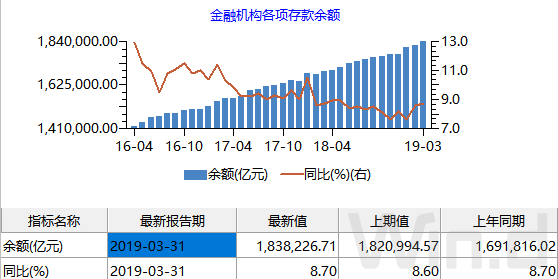 金融机构各项存款余额
1,840,000.00 13.0
11.0
1,625,000.00
9.0
1,410,000.00 7.0
16-04 16-10 17-04 17-10 18-04 19-03
余额(亿元) 同比(%)(右)
指标名称 最新报告期 最新值 上期值 上年同期
余额(亿元) 2019-03-31 1,838,226.71 1,820,994.57 1,691,816.02
同比(%) 2019-03-31 8.70 8.60 8.70
Win.d